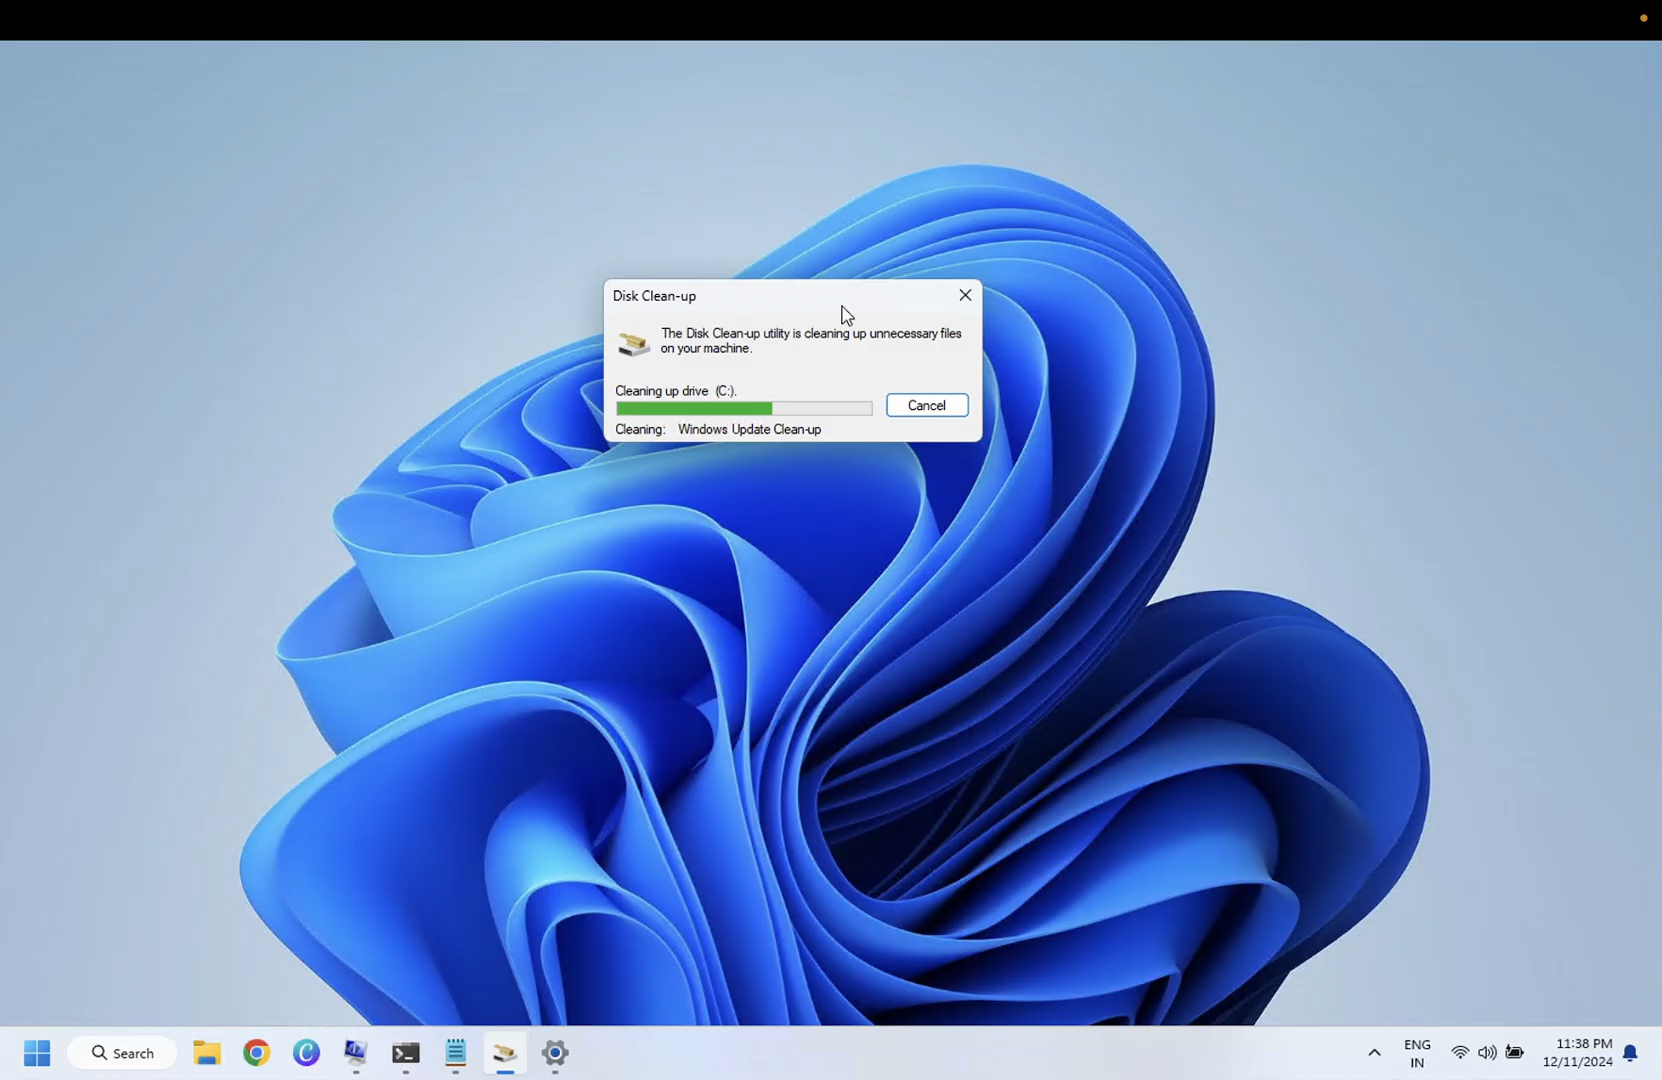 Disk Clean-up
The Disk Clean-up utility is cleaning up unnecessary files
on your machine.
Cleaning up drive (C:).
Cancel
Cleaning: Windows Update Clean-up
Search
ENG
IN
11:38 PM
12/11/2024